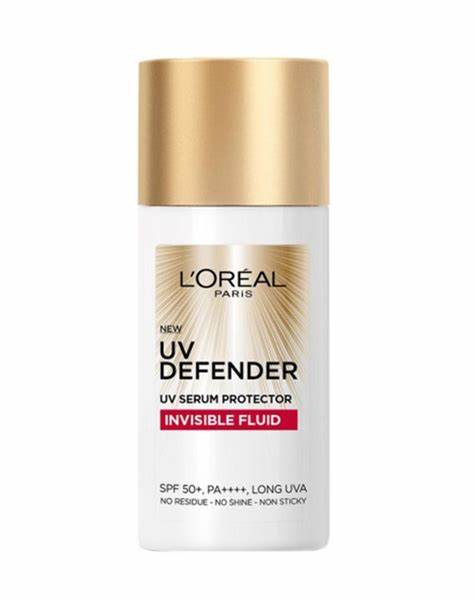 L'ORÉAL
PARIS
NEW
UV
DEFENDER
UV SERUM PROTECTOR
INVISIBLE FLUID
SPF 50+, PA++++, LONG UVA
NO RESIDUE - NO SHINE - NON STICKY